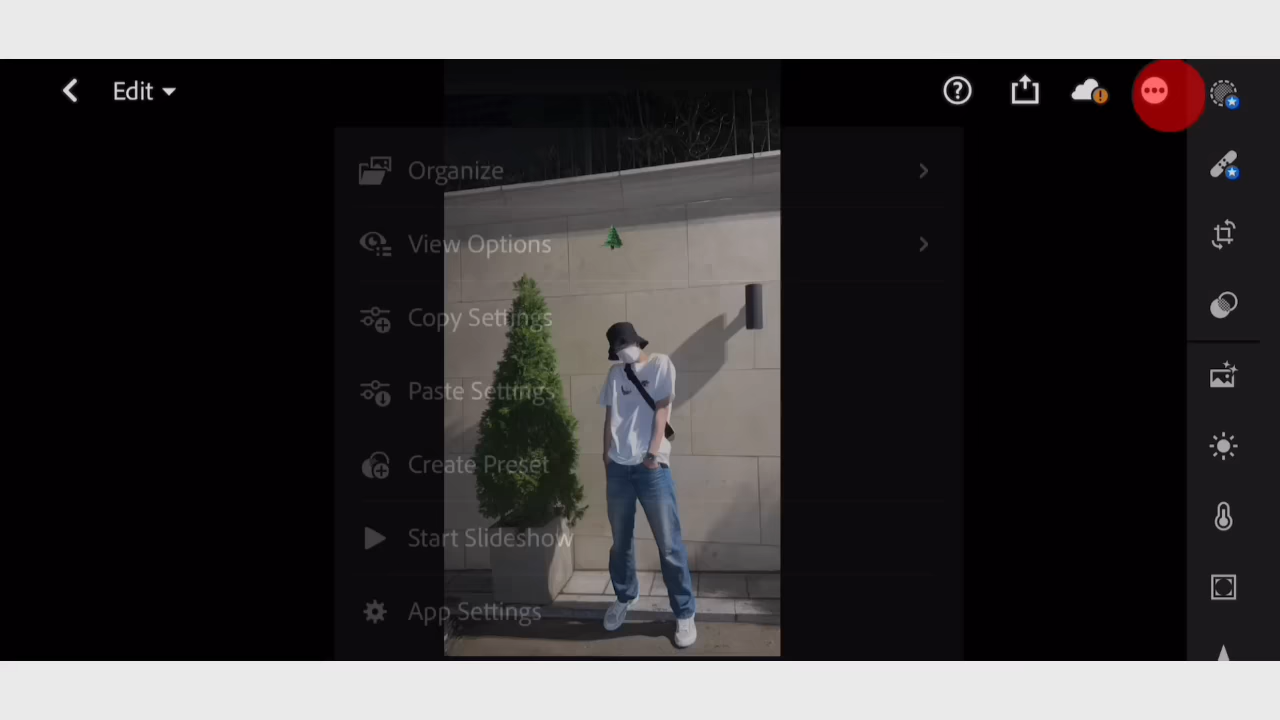 Edit
Organize
View Options
Copy Settings
Paste Settings
Create Preset
Start Slideshow
App Settings